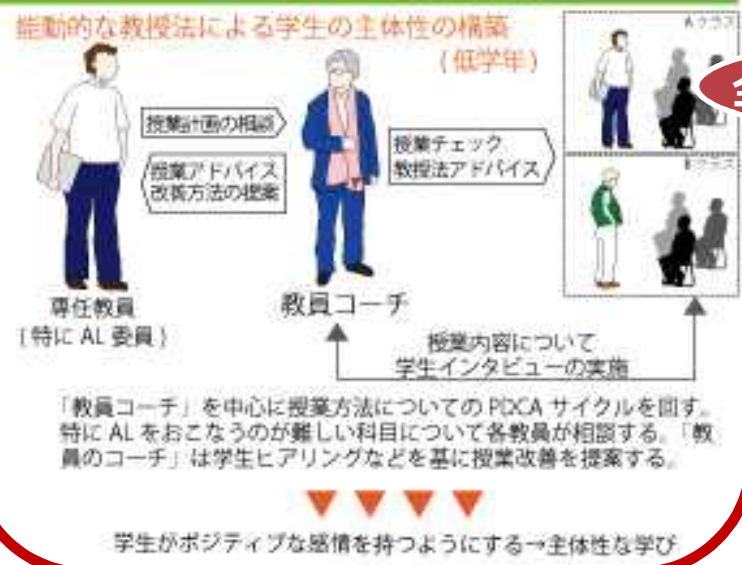 能動的な教授法による学生の主体性の構築
(低学年)
Aクラス
授業計画の相談
授業チェック
教授法アドバイス
授業アドバイス
改善方法の提案
Bクラス
専任教員
(特に AL 委員)
教員コーチ
授業内容について
学生インタビューの実施
「教員コーチ」を中心に授業方法についての PDCA サイクルを回す。
特に AL をおこなうのが難しい科目について各教員が相談する。「教
員のコーチ」は学生ヒアリングなどを基に授業改善を提案する。
学生がポジティブな感情を持つようにする→主体性な学び